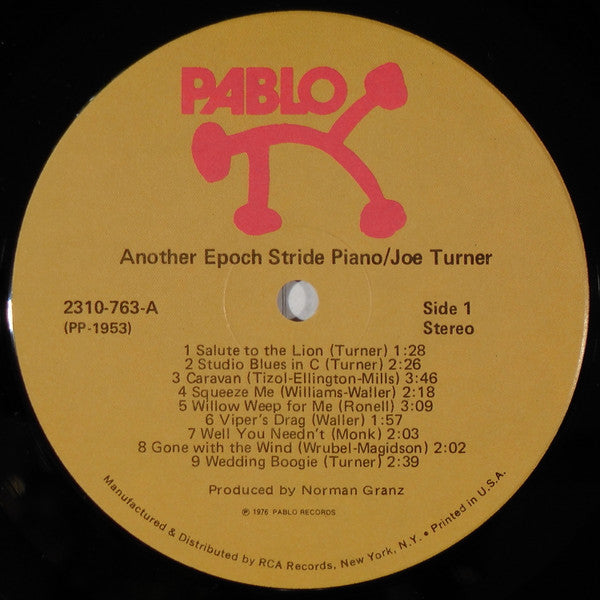 PABLO
Another Epoch Stride Piano/Joe Turner
2310-763-A
(PP-1953)
Side 1
Stereo
1 Salute to the Lion (Turner) 1:28
2 Studio Blues in C (Turner) 2:26
3 Caravan (Tizol-Ellington-Mills) 3:46
4 Squeeze Me (Williams-Waller) 2:18
5 Willow Weep for Me (Ronell) 3:09
6 Viper's Drag (Waller) 1:57
7 Well You Needn't (Monk) 2:03
8 Gone with the Wind (Wrubel-Magidson) 2:02
9 Wedding Boogie (Turner) 2:39
Produced by Norman Granz
℗ 1976 PABLO RECORDS
Manufactured & Distributed by RCA Records, New York, N.Y. • Printed in U.S.A.